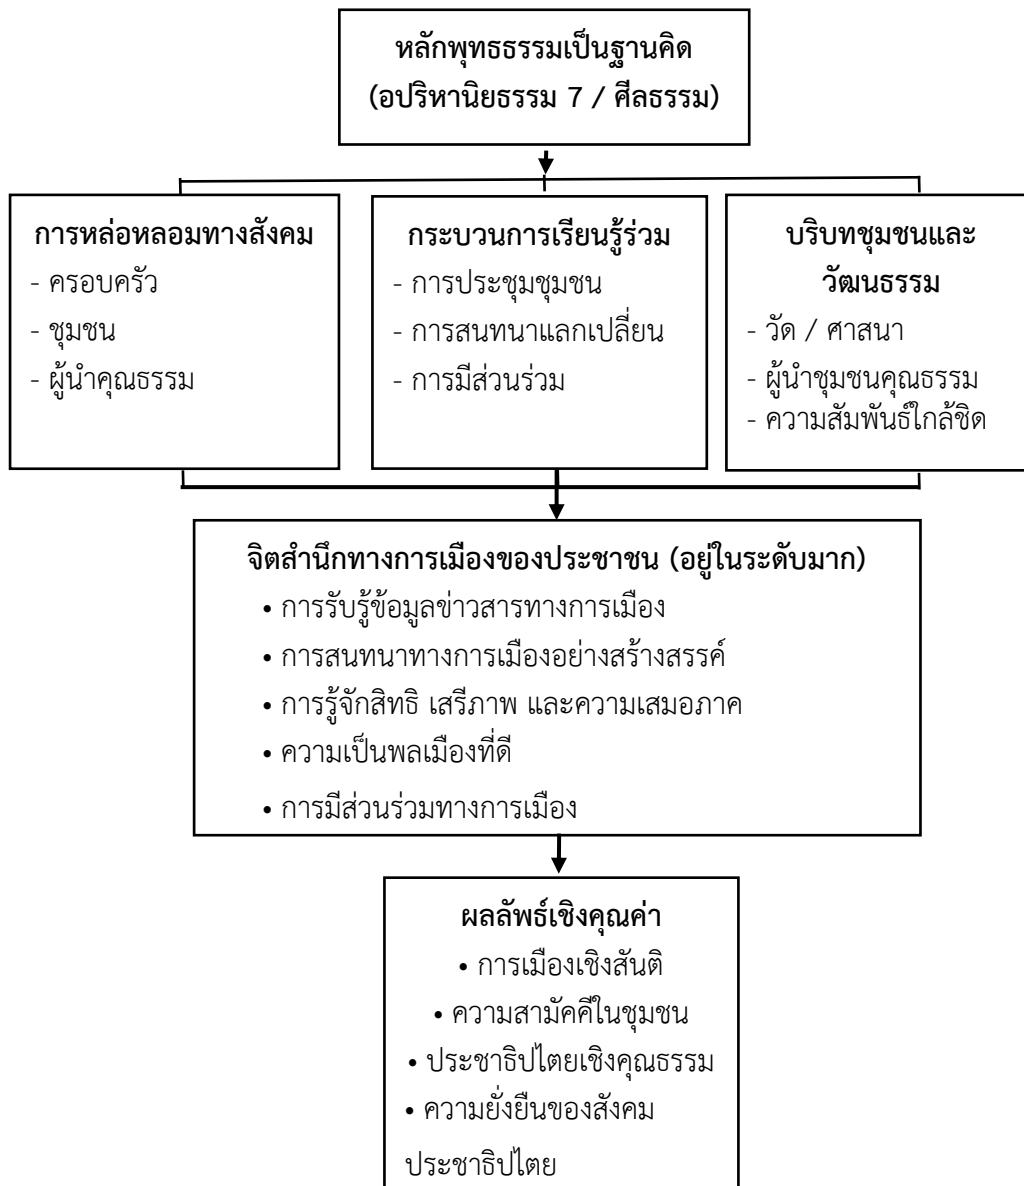 หลักพุทธธรรมเป็นฐานคิด
(อปริหานิยธรรม 7 / ศีลธรรม)
การหล่อหลอมทางสังคม
- ครอบครัว
- ชุมชน
- ผู้นำคุณธรรม
กระบวนการเรียนรู้ร่วม
- การประชุมชุมชน
- การสนทนาแลกเปลี่ยน
- การมีส่วนร่วม
บริบทชุมชนและ
วัฒนธรรม
- วัด / ศาสนา
- ผู้นำชุมชนคุณธรรม
- ความสัมพันธ์ใกล้ชิด
จิตสำนึกทางการเมืองของประชาชน (อยู่ในระดับมาก)
• การรับรู้ข้อมูลข่าวสารทางการเมือง
• การสนทนาทางการเมืองอย่างสร้างสรรค์
• การรู้จักสิทธิ เสรีภาพ และความเสมอภาค
• ความเป็นพลเมืองที่ดี
• การมีส่วนร่วมทางการเมือง
ผลลัพธ์เชิงคุณค่า
• การเมืองเชิงสันติ
• ความสามัคคีในชุมชน
• ประชาธิปไตยเชิงคุณธรรม
• ความยั่งยืนของสังคม
ประชาธิปไตย